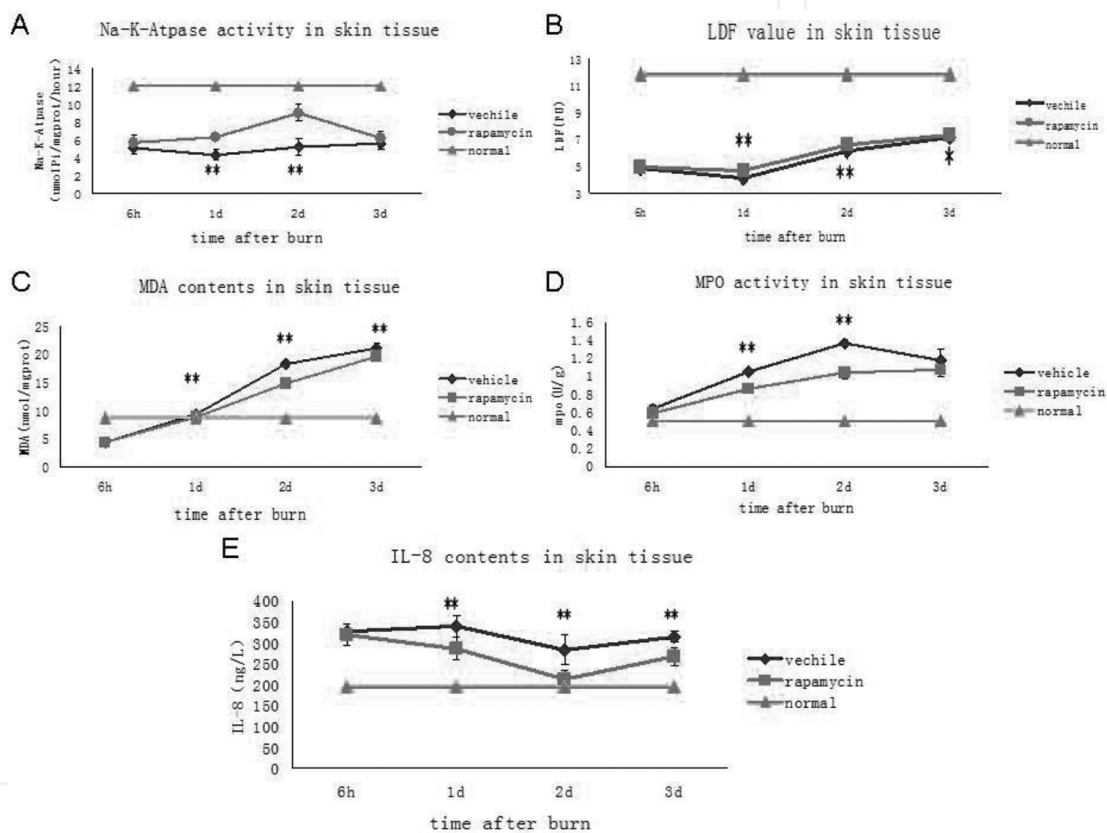 A
Na-K-Atpase activity in skin tissue
Na-K-Atpase
(umolPi/mgprot/hour)
14
12
10
8
6
4
2
0
** **
6h 1d 2d 3d
time after burn
vechile
rapamycin
normal
B
LDF value in skin tissue
LDF(PU)
13
11
9
7
5
3
**
**
*
6h 1d 2d 3d
time after burn
vechile
rapamycin
normal
C
MDA contents in skin tissue
MDA(nmol/mgprot)
25
20
15
10
5
0
** ** **
6h 1d 2d 3d
time after burn
vehicle
rapamycin
normal
D
MPO activity in skin tissue
mpo(U/g)
1.6
1.4
1.2
1
0.8
0.6
0.4
0.2
0
** **
6h 1d 2d 3d
time after burn
vehicle
rapamycin
normal
E
IL-8 contents in skin tissue
IL-8 (ng/L)
400
350
300
250
200
150
100
50
0
** ** **
6h 1d 2d 3d
time after burn
vechile
rapamycin
normal